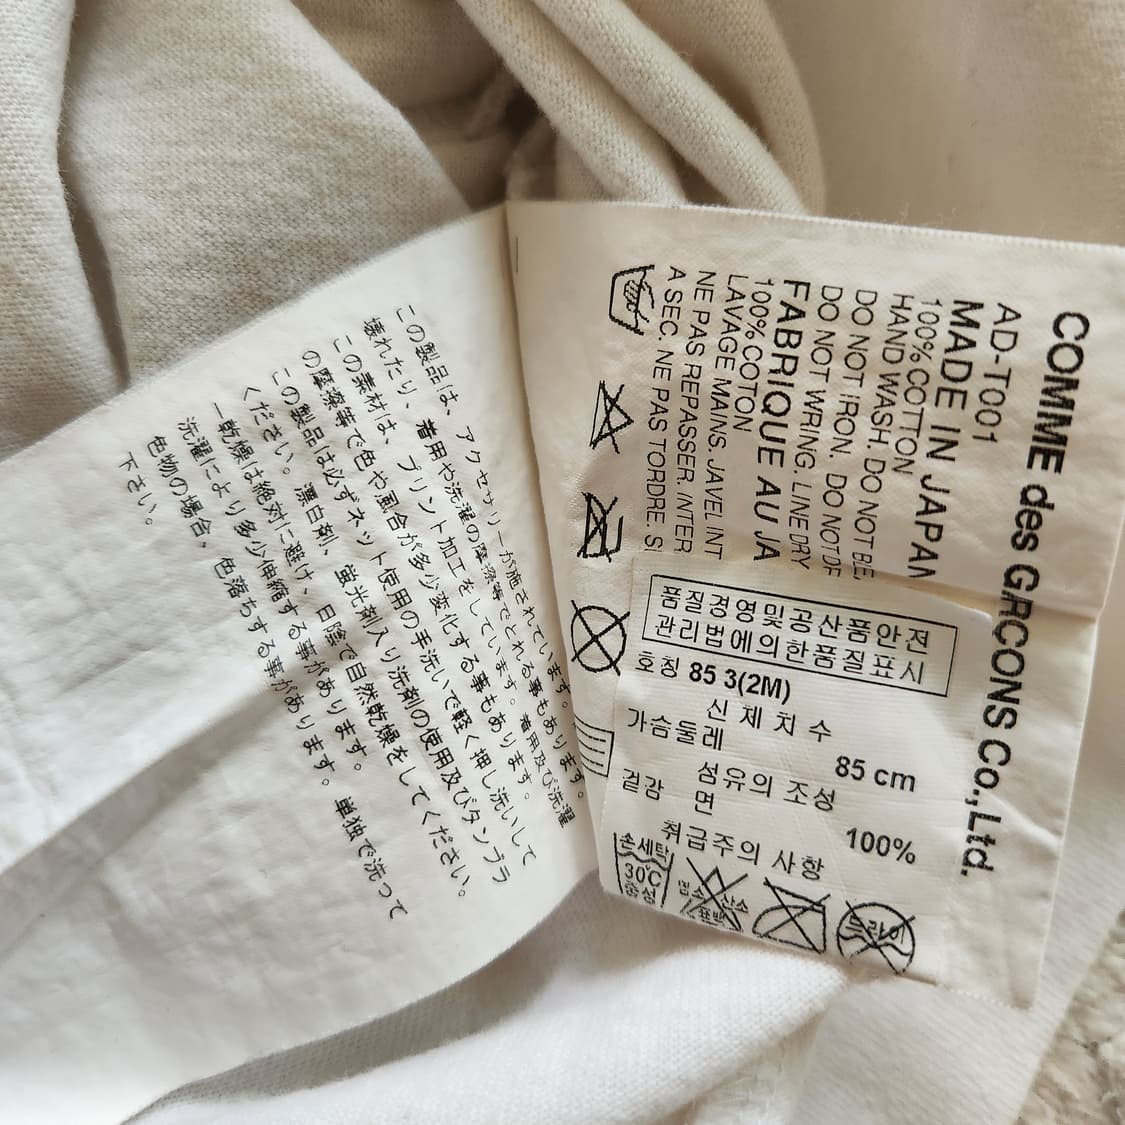 COMME des GARCONS Co.,Ltd.
AD-T001
MADE IN JAPAN
100% COTTON
HAND WASH. DO NOT BLE
DO NOT IRON. DO NOT DR
DO NOT WRING. LINE DRY
FABRIQUE AU JA
100% COTON
LAVAGE MAINS. JAVEL INT
NE PAS REPASSER. INTER
A SEC. NE PAS TORDRE. S
品質경영및공산품안전
관리법에의한품質표시
호칭 85 3(2M)
신 체 치 수
가슴둘레
85 cm
섬유의 조성
겉감 면
100%
취급주의 사항
손세탁
30℃
중성
염소 산소
표백
드라이
この製品は、アクセサリーが施されています。
壊れたり、着用や洗濯の摩擦等でとれる事もあります。
この素材は、プリント加工をしています。着用及び洗濯
の摩擦等で色や風合が多少変化する事もあります。
この製品は必ずネット使用の手洗いで軽く押し洗いして
ください。漂白剤、蛍光剤入り洗剤の使用及びタンブラ
ー乾燥は絶対に避け、日陰で自然乾燥をしてください。
洗濯により多少伸縮する事があります。
色物の場合、色落ちする事があります。単独で洗って
下さい。